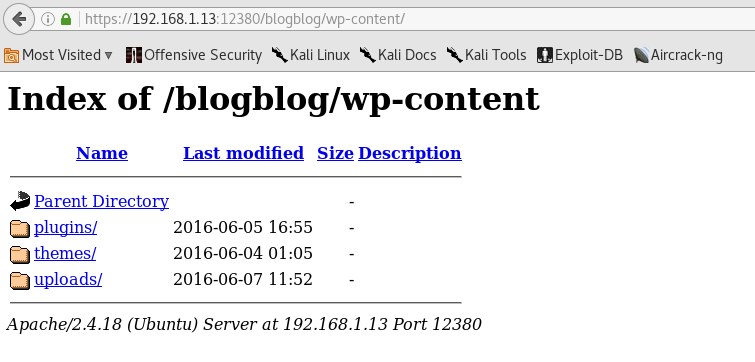 https://192.168.1.13:12380/blogblog/wp-content/
Most Visited Offensive Security Kali Linux Kali Docs Kali Tools Exploit-DB Aircrack-ng
Index of /blogblog/wp-content
Name Last modified Size Description
Parent Directory -
plugins/ 2016-06-05 16:55 -
themes/ 2016-06-04 01:05 -
uploads/ 2016-06-07 11:52 -
Apache/2.4.18 (Ubuntu) Server at 192.168.1.13 Port 12380